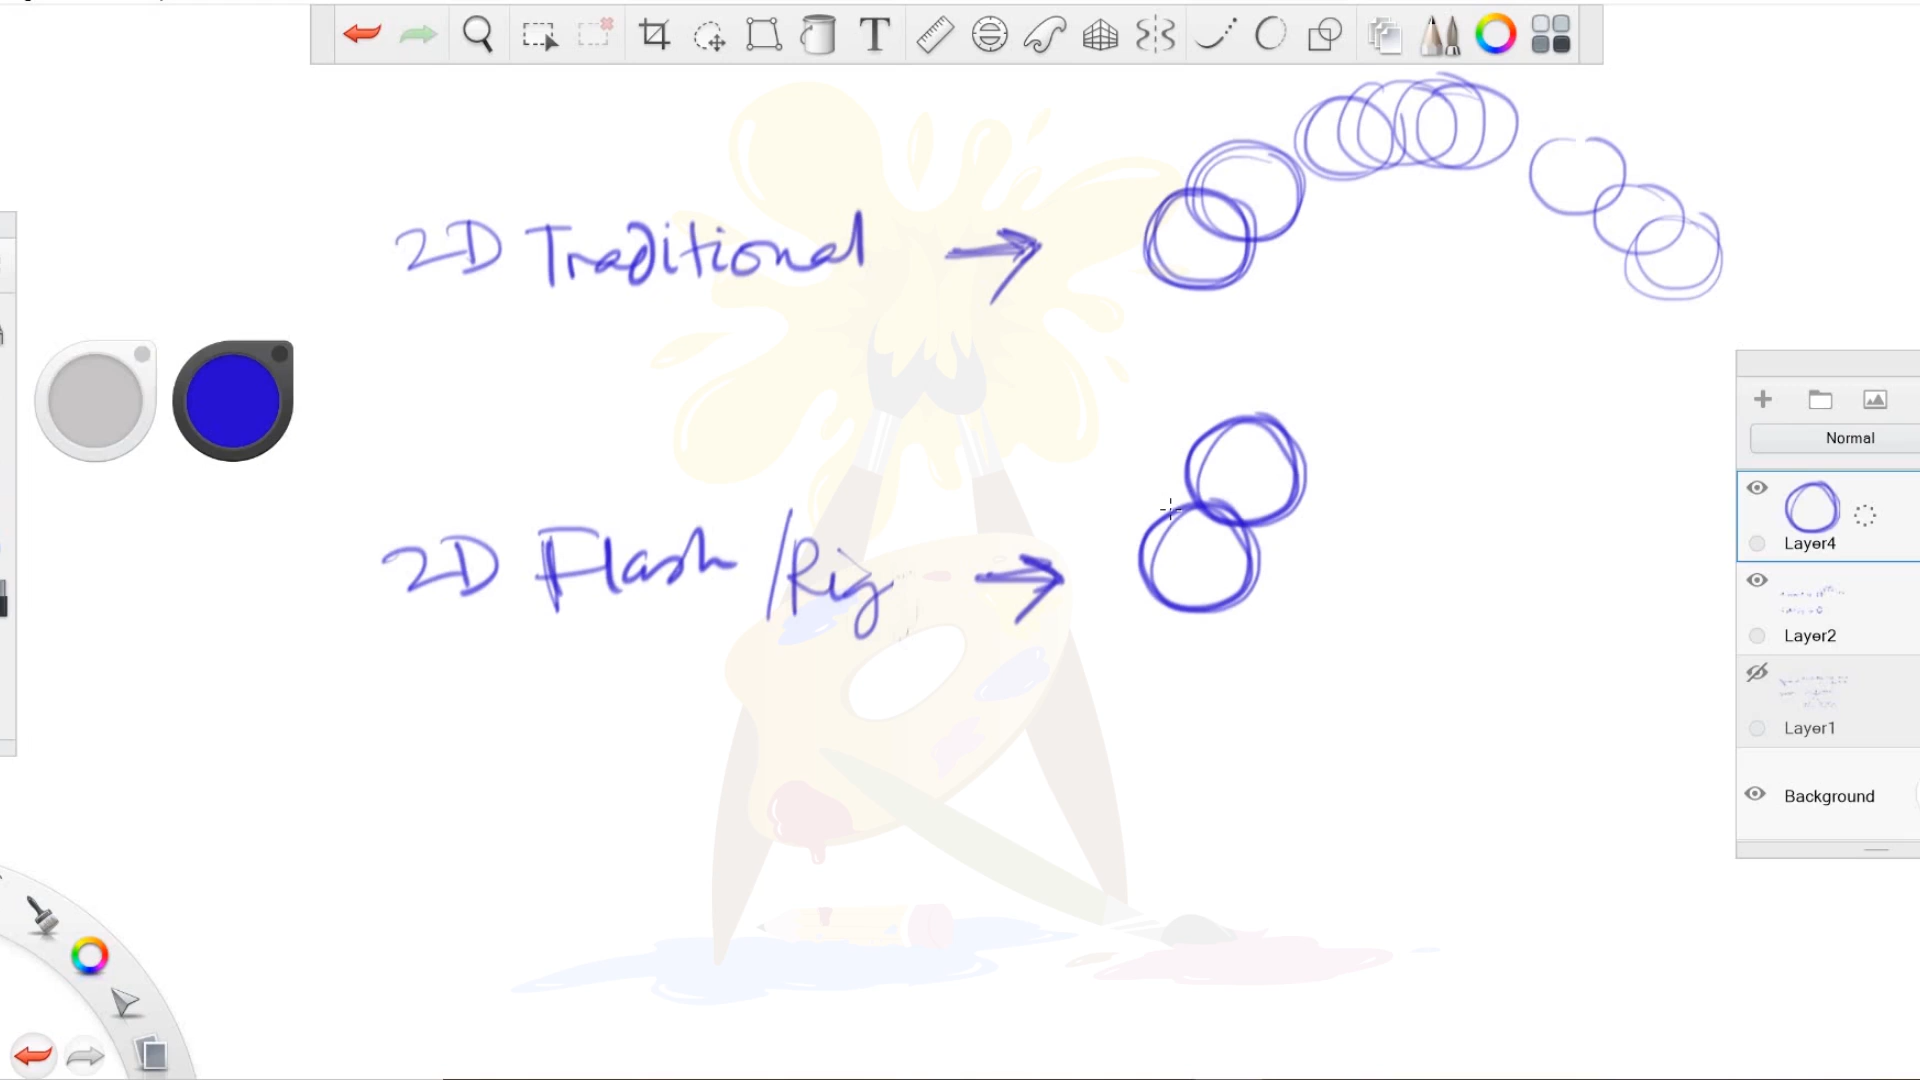 2D Traditional →
2D Flash/Rig →
Normal
Layer4
Layer2
Layer1
Background